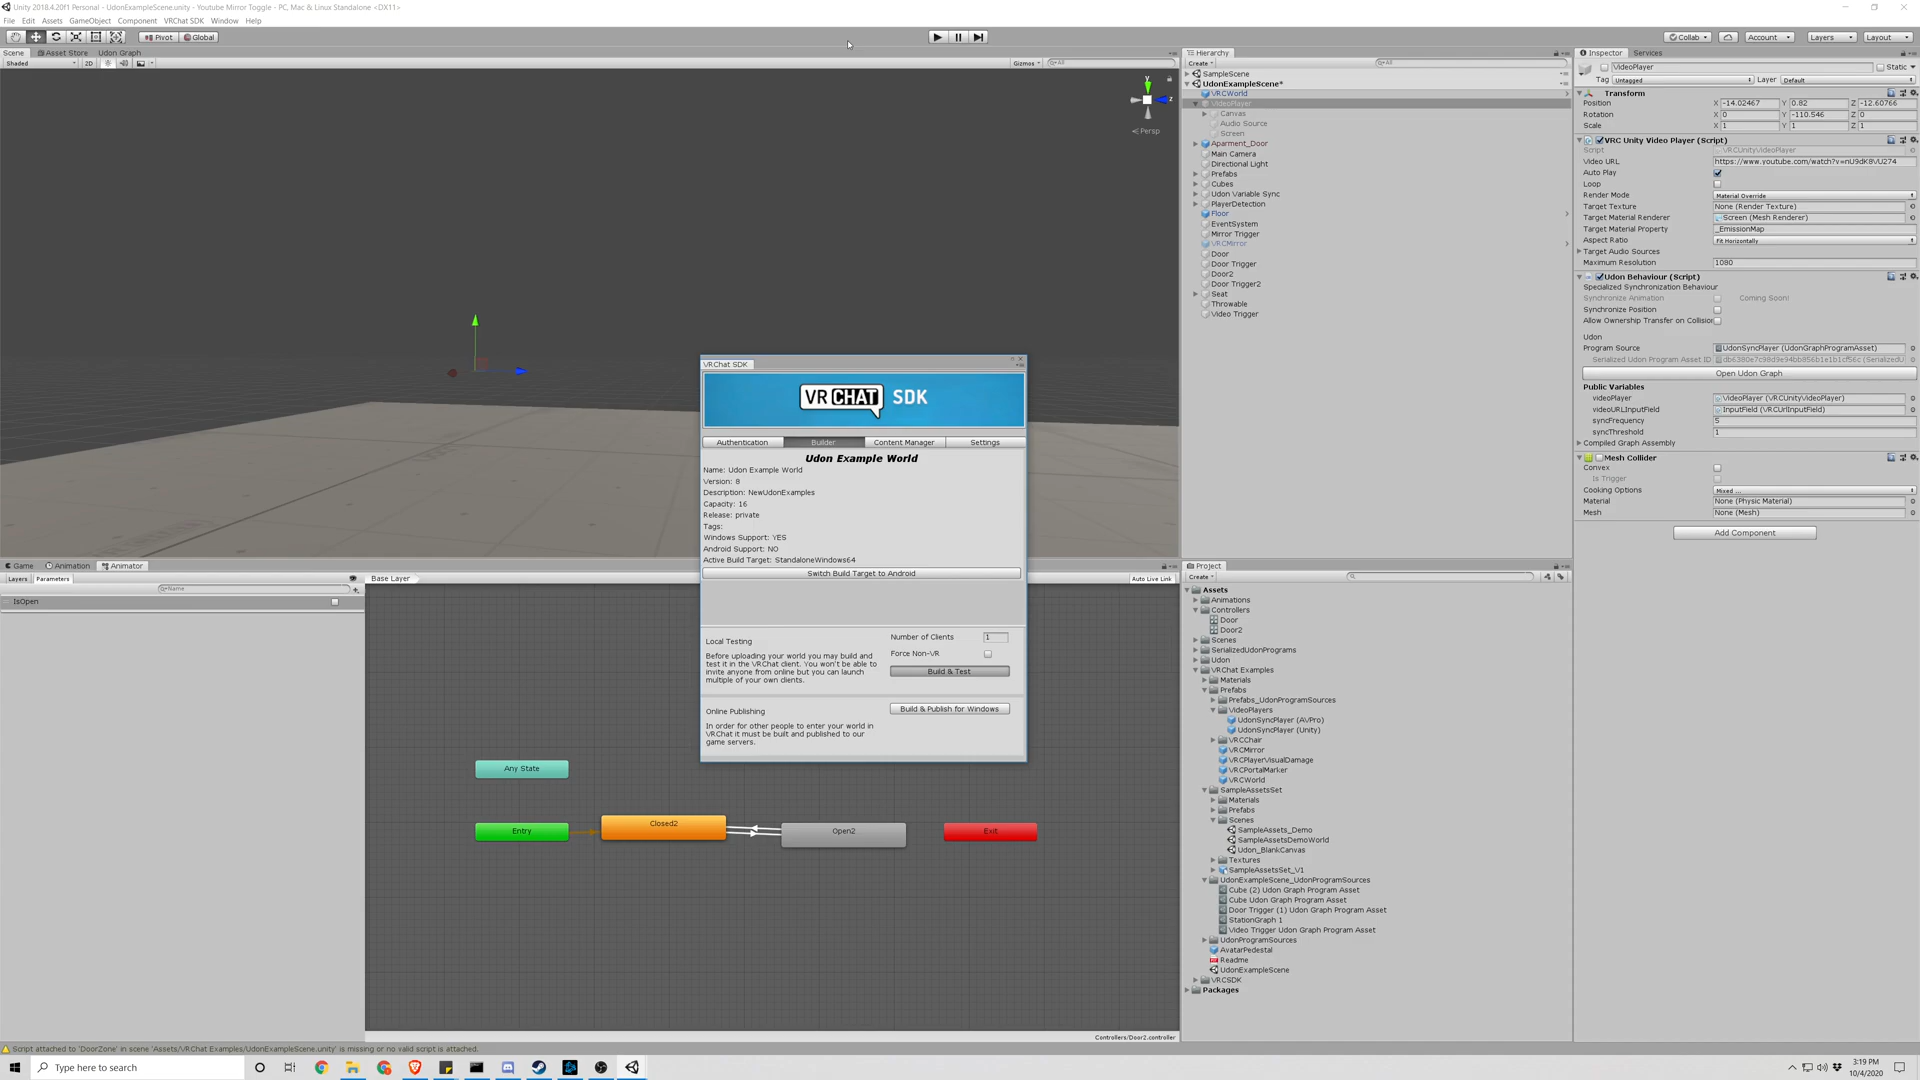 Unity 2018.4.20f1 Personal - UdonExampleScene.unity - Youtube Mirror Toggle - PC, Mac & Linux Standalone <DX11>
File Edit Assets GameObject Component VRChat SDK Window Help
Pivot Global
Collab Account Layers Layout
Scene Asset Store Udon Graph
Shaded 2D Gizmos All
y z
Persp
Hierarchy
Create All
SampleScene
UdonExampleScene*
VRCWorld
VideoPlayer
Canvas
Audio Source
Screen
Aparment_Door
Main Camera
Directional Light
Prefabs
Cubes
Udon Variable Sync
PlayerDetection
Floor
EventSystem
Mirror Trigger
VRCMirror
Door
Door Trigger
Door2
Door Trigger2
Seat
Throwable
Video Trigger
Inspector Services
VideoPlayer Static
Tag Untagged Layer Default
Transform
Position X -14.02467 Y 0.82 Z -12.60766
Rotation X 0 Y -110.546 Z 0
Scale X 1 Y 1 Z 1
VRC Unity Video Player (Script)
Script VRCUnityVideoPlayer
Video URL https://www.youtube.com/watch?v=nU9dK8VU274
Auto Play
Loop
Render Mode Material Override
Target Texture None (Render Texture)
Target Material Renderer Screen (Mesh Renderer)
Target Material Property _EmissionMap
Aspect Ratio Fit Horizontally
Target Audio Sources
Maximum Resolution 1080
Udon Behaviour (Script)
Specialized Synchronization Behaviour
Synchronize Animation Coming Soon!
Synchronize Position
Allow Ownership Transfer on Collision
Udon
Program Source UdonSyncPlayer (UdonGraphProgramAsset)
Serialized Udon Program Asset ID db6380e7c98d9e94bb856b1e1b1cf56c (SerializedU
Open Udon Graph
Public Variables
videoPlayer VideoPlayer (VRCUnityVideoPlayer)
videoURLInputField InputField (VRCUrlInputField)
syncFrequency 5
syncThreshold 1
Compiled Graph Assembly
Mesh Collider
Convex
Is Trigger
Cooking Options Mixed ...
Material None (Physic Material)
Mesh None (Mesh)
Add Component
VRChat SDK
VR CHAT SDK
Authentication Builder Content Manager Settings
Udon Example World
Name: Udon Example World
Version: 8
Description: NewUdonExamples
Capacity: 16
Release: private
Tags:
Windows Support: YES
Android Support: NO
Active Build Target: StandaloneWindows64
Switch Build Target to Android
Local Testing
Before uploading your world you may build and
test it in the VRChat client. You won't be able to
invite anyone from online but you can launch
multiple of your own clients.
Number of Clients 1
Force Non-VR
Build & Test
Online Publishing
In order for other people to enter your world in
VRChat it must be built and published to our
game servers.
Build & Publish for Windows
Game Animation Animator
Layers Parameters Base Layer Auto Live Link
Name
IsOpen
Any State
Entry
Closed2
Open2
Exit
Controllers/Door2.controller
Project
Create
Assets
Animations
Controllers
Door
Door2
Scenes
SerializedUdonPrograms
Udon
VRChat Examples
Materials
Prefabs
Prefabs_UdonProgramSources
VideoPlayers
UdonSyncPlayer (AVPro)
UdonSyncPlayer (Unity)
VRCChair
VRCMirror
VRCPlayerVisualDamage
VRCPortalMarker
VRCWorld
SampleAssetsSet
Materials
Prefabs
Scenes
SampleAssets_Demo
SampleAssetsDemoWorld
Udon_BlankCanvas
Textures
SampleAssetsSet_V1
UdonExampleScene_UdonProgramSources
Cube (2) Udon Graph Program Asset
Cube Udon Graph Program Asset
Door Trigger (1) Udon Graph Program Asset
StationGraph 1
Video Trigger Udon Graph Program Asset
UdonProgramSources
AvatarPedestal
Readme
UdonExampleScene
VRCSDK
Packages
Script attached to 'DoorZone' in scene 'Assets/VRChat Examples/UdonExampleScene.unity' is missing or no valid script is attached.
Type here to search
3:19 PM
10/4/2020